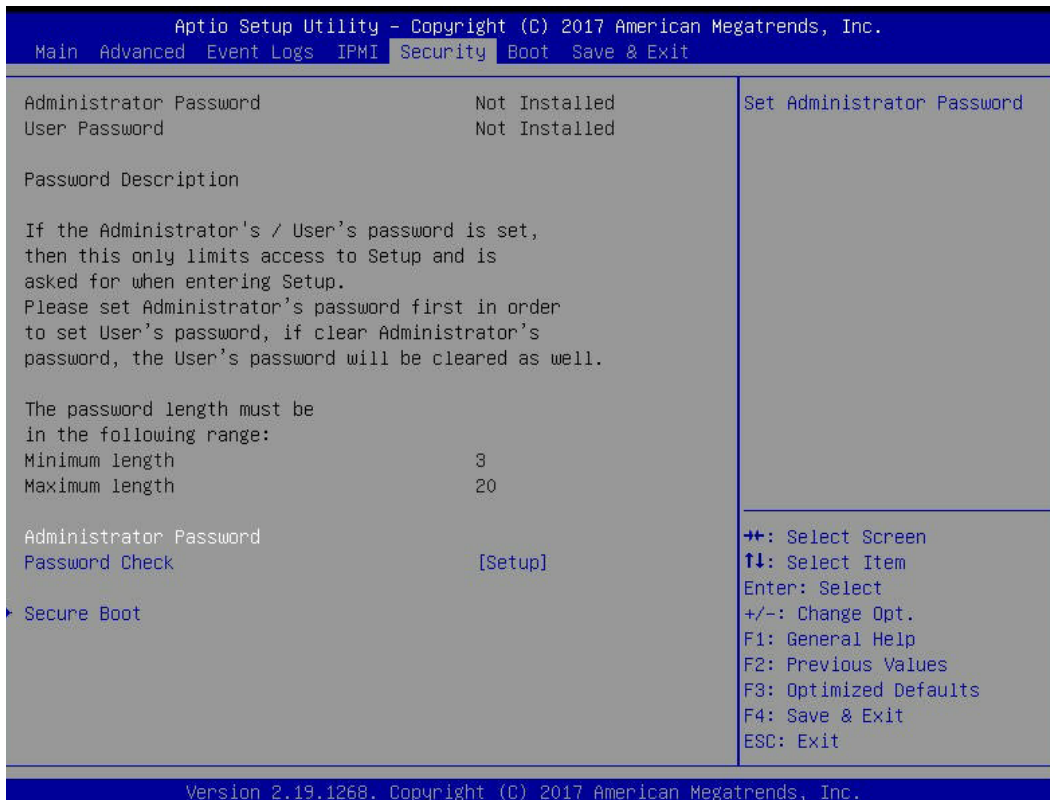 Aptio Setup Utility – Copyright (C) 2017 American Megatrends, Inc.
Main Advanced Event Logs IPMI Security Boot Save & Exit
Administrator Password Not Installed
User Password Not Installed
Password Description
If the Administrator's / User's password is set,
then this only limits access to Setup and is
asked for when entering Setup.
Please set Administrator's password first in order
to set User's password, if clear Administrator's
password, the User's password will be cleared as well.
The password length must be
in the following range:
Minimum length 3
Maximum length 20
Administrator Password
Password Check [Setup]
Secure Boot
Set Administrator Password
→←: Select Screen
↑↓: Select Item
Enter: Select
+/-: Change Opt.
F1: General Help
F2: Previous Values
F3: Optimized Defaults
F4: Save & Exit
ESC: Exit
Version 2.19.1268. Copyright (C) 2017 American Megatrends, Inc.